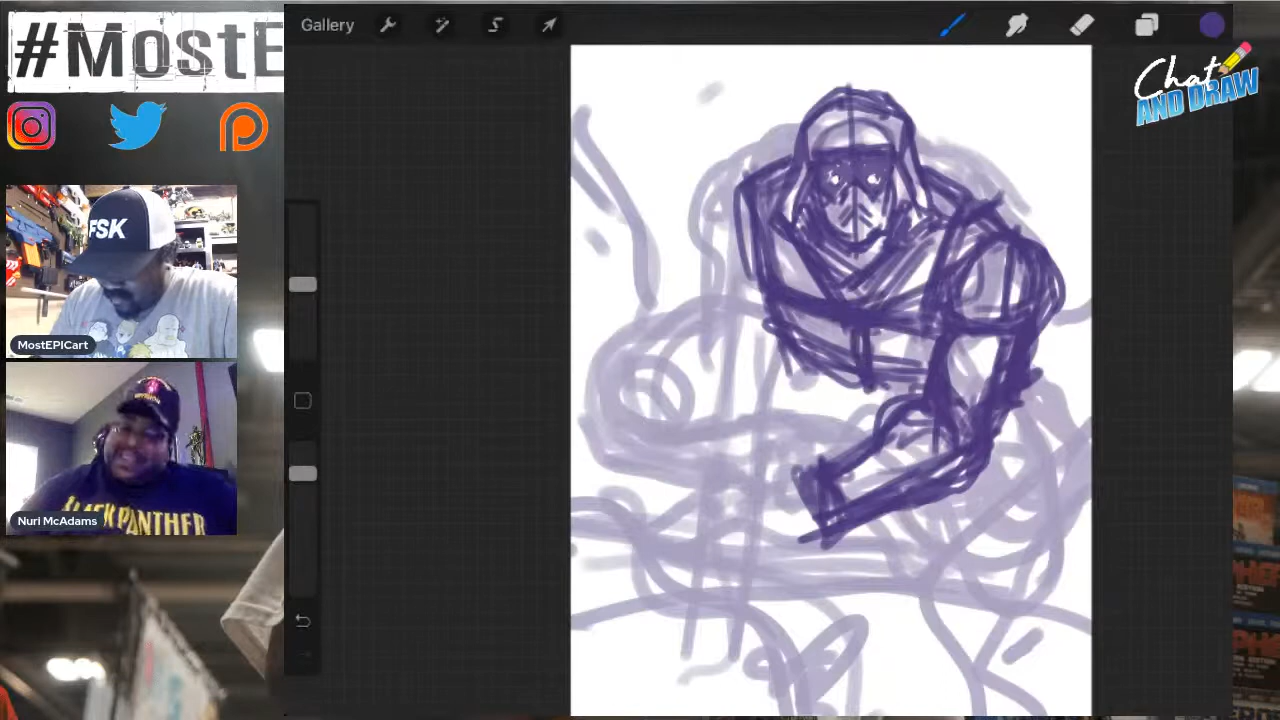 #MostE
Gallery
Chat
AND DRAW
FSK
MostEPICart
BLACK PANTHER
Nuri McAdams